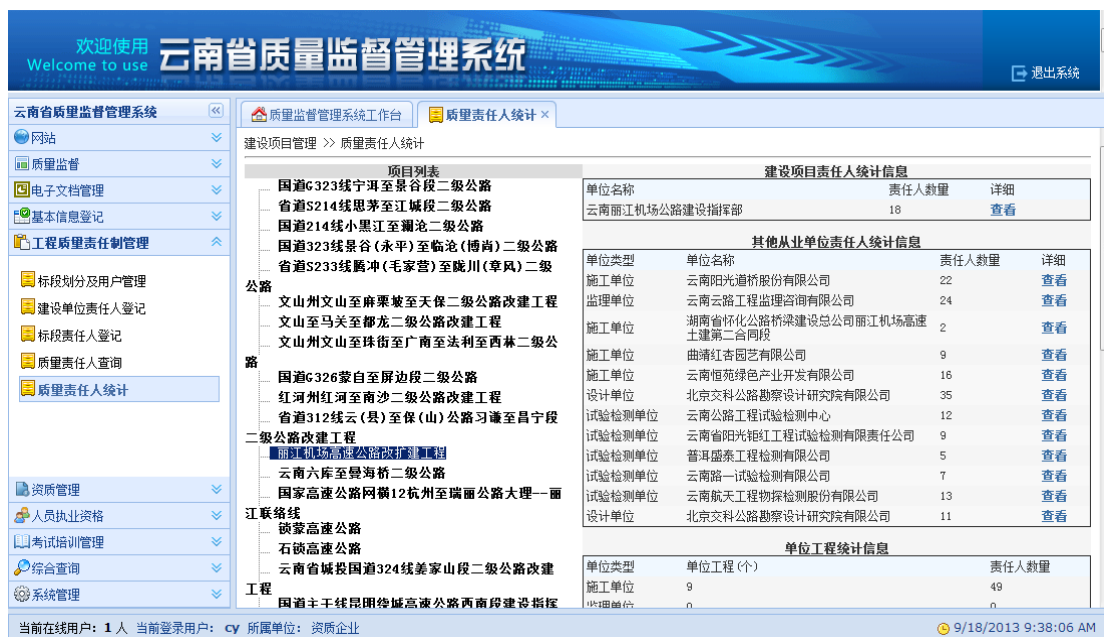 欢迎使用
Welcome to use
云南省质量监督管理系统
退出系统
云南省质量监督管理系统
网站
质量监督
电子文档管理
基本信息登记
工程质量责任制管理
标段划分及用户管理
建设单位责任人登记
标段责任人登记
质量责任人查询
质量责任人统计
资质管理
人员执业资格
考试培训管理
综合查询
系统管理
质量监督管理系统工作台
质量责任人统计
建设项目管理 >> 质量责任人统计
项目列表
国道G323线宁洱至景谷段二级公路
省道S214线思茅至江城段二级公路
国道214线小黑江至澜沧二级公路
国道323线景谷(永平)至临沧(博尚)二级公路
省道S233线腾冲(毛家营)至陇川(章风)二级
公路
文山州文山至麻栗坡至天保二级公路改建工程
文山至马关至都龙二级公路改建工程
文山州文山至珠街至广南至法利至西林二级公
路
国道G326蒙自至屏边段二级公路
红河州红河至南沙二级公路改建工程
省道312线云(县)至保(山)公路习谦至昌宁段
二级公路改建工程
丽江机场高速公路改扩建工程
云南六库至曼海桥二级公路
国家高速公路网横12杭州至瑞丽公路大理--丽
江联络线
锁蒙高速公路
石锁高速公路
云南省城投国道324线姜家山段二级公路改建
工程
国道主干线昆明绕城高速公路西南段建设指挥
建设项目责任人统计信息
单位名称 责任人数量 详细
云南丽江机场公路建设指挥部 18 查看
其他从业单位责任人统计信息
单位类型 单位名称 责任人数量 详细
施工单位 云南阳光道桥股份有限公司 22 查看
监理单位 云南云路工程监理咨询有限公司 24 查看
施工单位 湖南省怀化公路桥梁建设总公司丽江机场高速 2 查看
土建第二合同段
施工单位 曲靖红杏园艺有限公司 9 查看
施工单位 云南恒苑绿色产业开发有限公司 16 查看
设计单位 北京交科公路勘察设计研究院有限公司 35 查看
试验检测单位 云南公路工程试验检测中心 12 查看
试验检测单位 云南省阳光钜红工程试验检测有限责任公司 9 查看
试验检测单位 普洱盛泰工程检测有限公司 5 查看
试验检测单位 云南路一试验检测有限公司 7 查看
试验检测单位 云南航天工程物探检测股份有限公司 13 查看
设计单位 北京交科公路勘察设计研究院有限公司 11 查看
单位工程统计信息
单位类型 单位工程(个) 责任人数量
施工单位 9 49
监理单位 0 0
当前在线用户: 1 人 当前登录用户: cy 所属单位: 资质企业
9/18/2013 9:38:06 AM